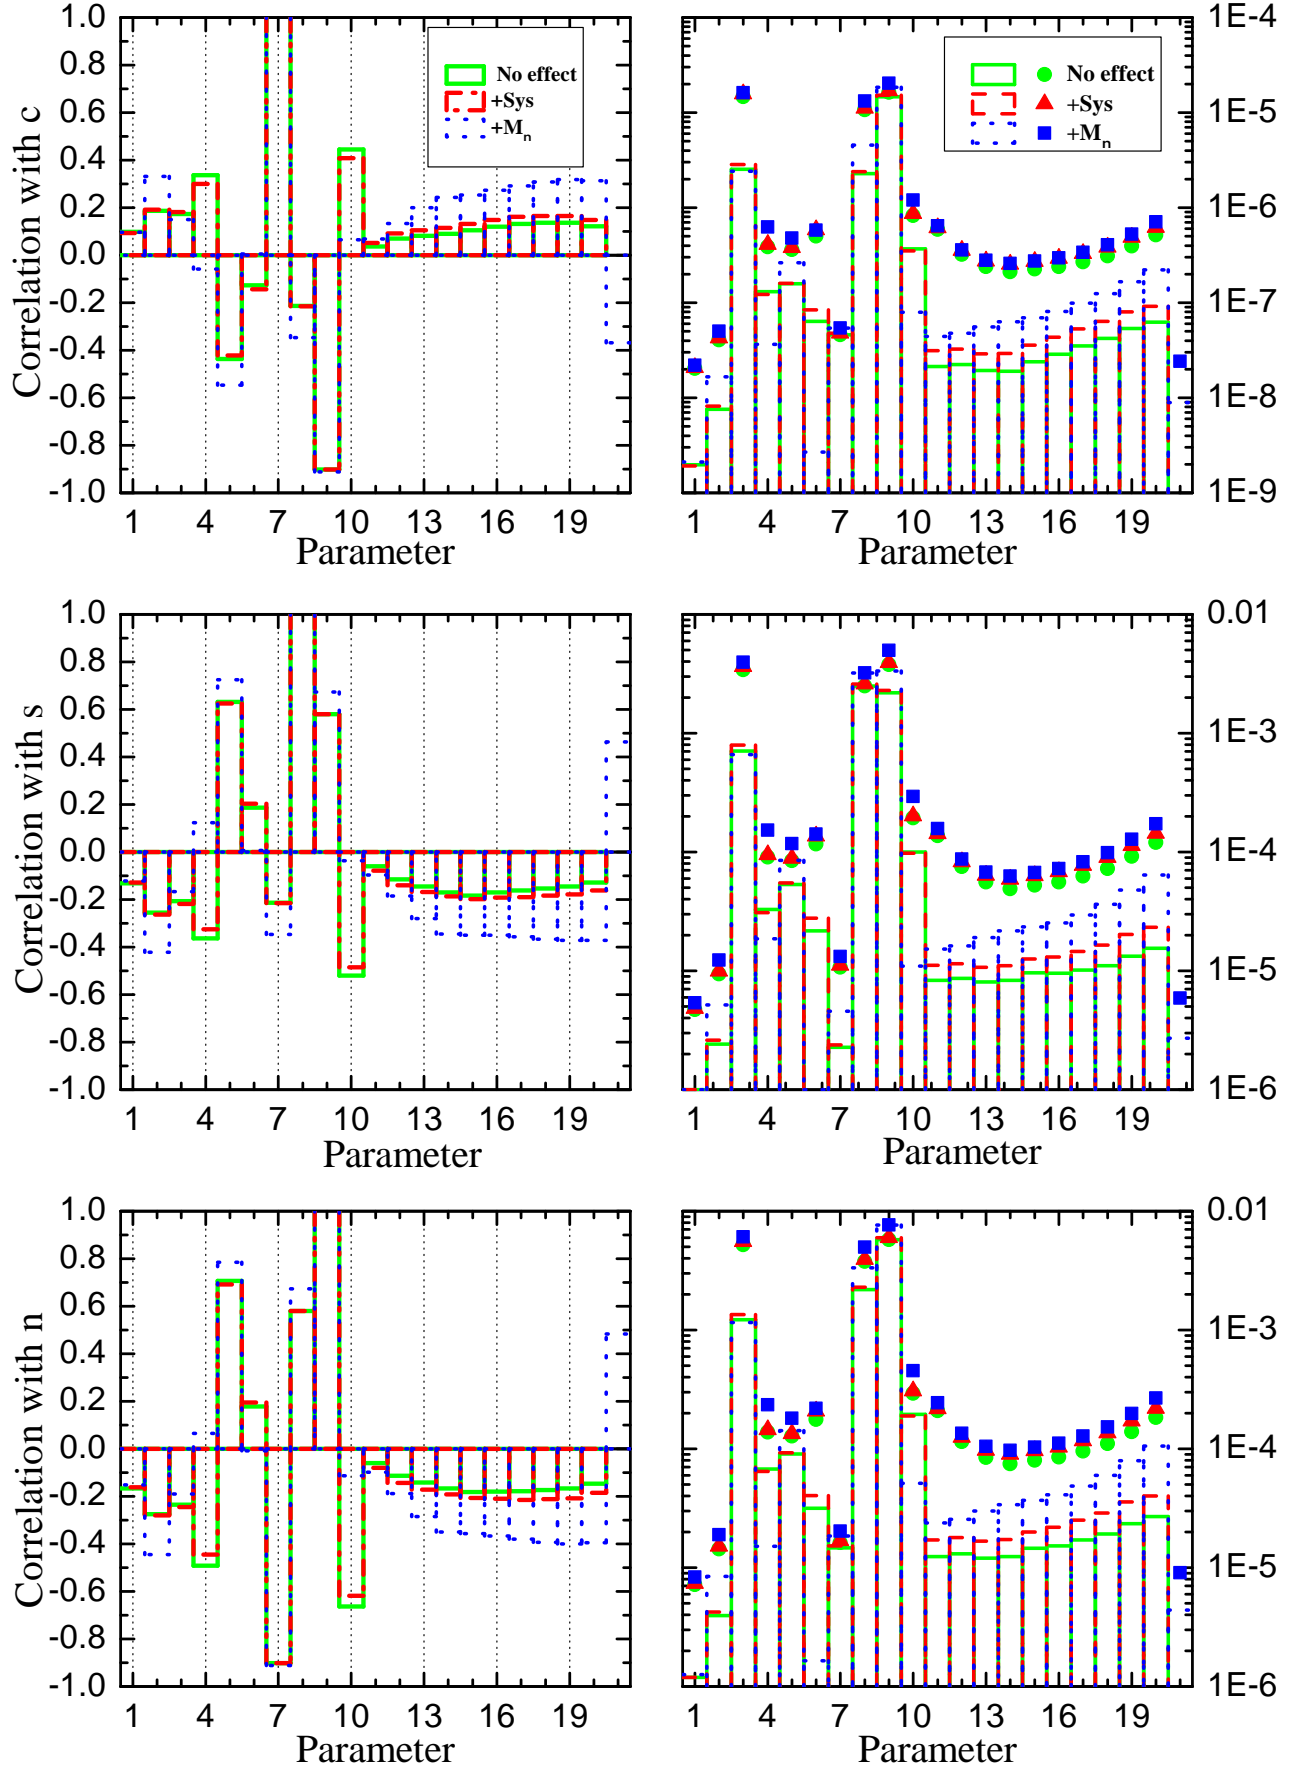 Correlation with c
1.0
0.8
0.6
0.4
0.2
0.0
-0.2
-0.4
-0.6
-0.8
-1.0
No effect
+Sys
+Mn
1 4 7 10 13 16 19
Parameter
No effect
+Sys
+Mn
1E-4
1E-5
1E-6
1E-7
1E-8
1E-9
1 4 7 10 13 16 19
Parameter
Correlation with s
1.0
0.8
0.6
0.4
0.2
0.0
-0.2
-0.4
-0.6
-0.8
-1.0
1 4 7 10 13 16 19
Parameter
0.01
1E-3
1E-4
1E-5
1E-6
1 4 7 10 13 16 19
Parameter
Correlation with n
1.0
0.8
0.6
0.4
0.2
0.0
-0.2
-0.4
-0.6
-0.8
-1.0
1 4 7 10 13 16 19
Parameter
0.01
1E-3
1E-4
1E-5
1E-6
1 4 7 10 13 16 19
Parameter